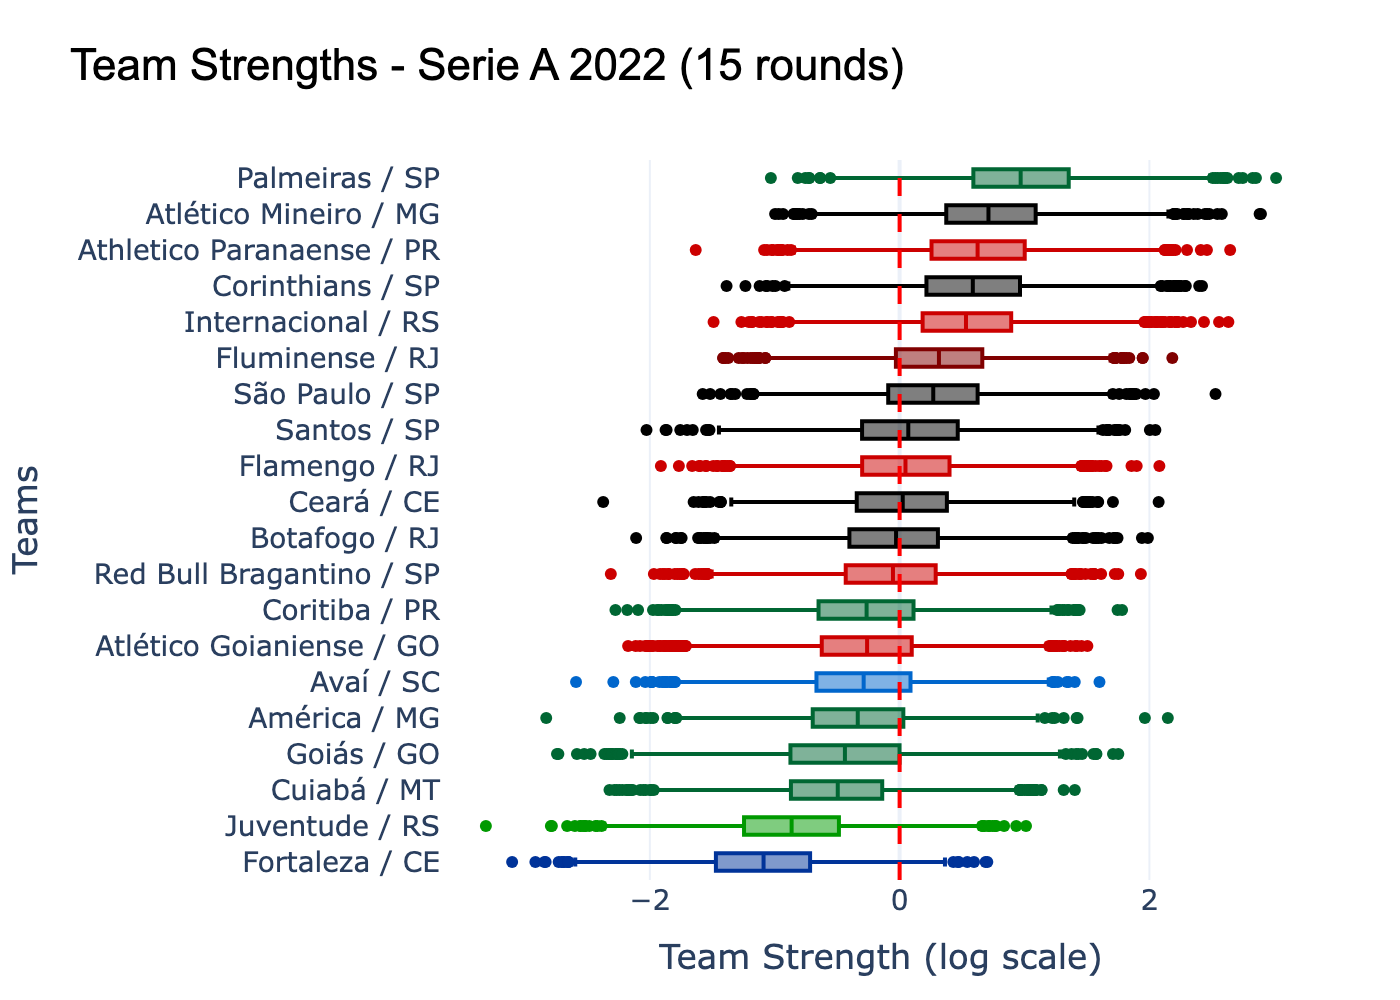 Team Strengths - Serie A 2022 (15 rounds)
Teams
Palmeiras / SP
Atlético Mineiro / MG
Athletico Paranaense / PR
Corinthians / SP
Internacional / RS
Fluminense / RJ
São Paulo / SP
Santos / SP
Flamengo / RJ
Ceará / CE
Botafogo / RJ
Red Bull Bragantino / SP
Coritiba / PR
Atlético Goianiense / GO
Avaí / SC
América / MG
Goiás / GO
Cuiabá / MT
Juventude / RS
Fortaleza / CE
−2 0 2
Team Strength (log scale)